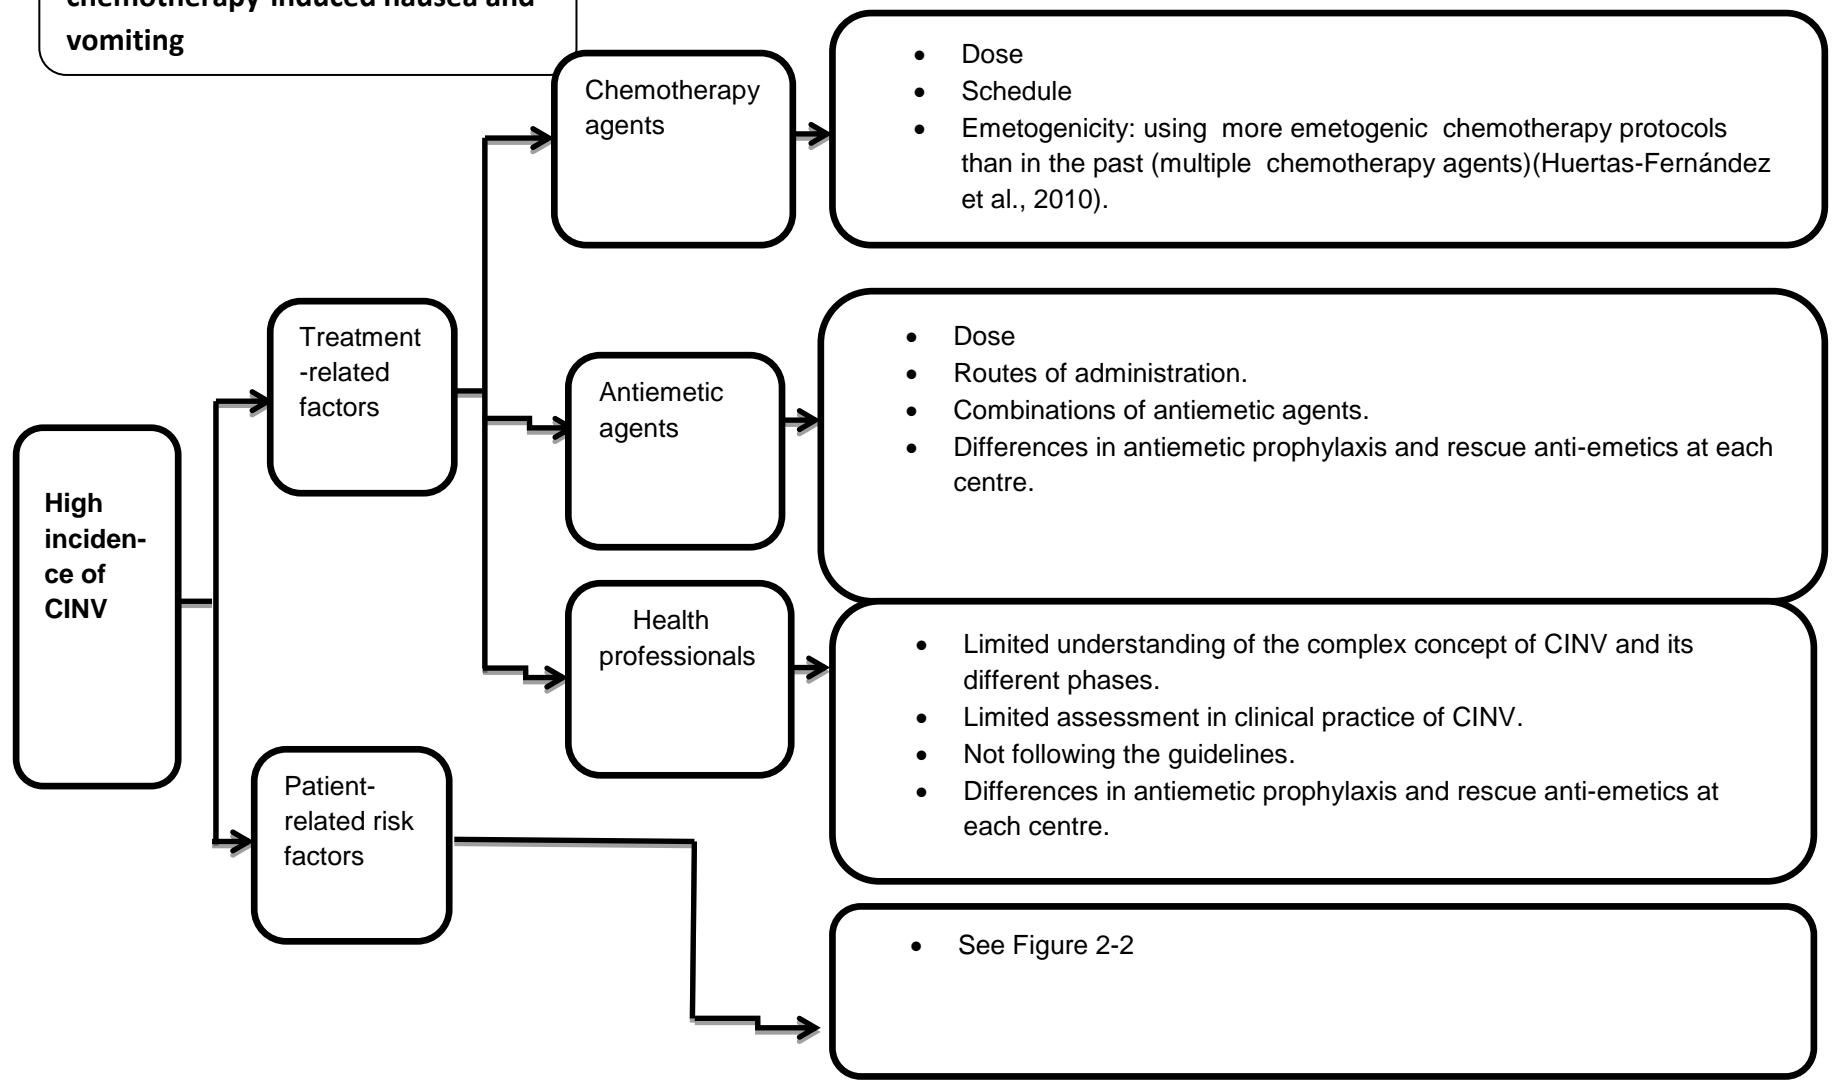 chemotherapy-induced nausea and
vomiting
Chemotherapy
agents
• Dose
• Schedule
• Emetogenicity: using  more emetogenic  chemotherapy protocols
than in the past (multiple  chemotherapy agents)(Huertas-Fernández
et al., 2010).
Treatment
-related
factors
Antiemetic
agents
• Dose
• Routes of administration.
• Combinations of antiemetic agents.
• Differences in antiemetic prophylaxis and rescue anti-emetics at each
centre.
High
inciden-
ce of
CINV
Health
professionals
• Limited understanding of the complex concept of CINV and its
different phases.
• Limited assessment in clinical practice of CINV.
• Not following the guidelines.
• Differences in antiemetic prophylaxis and rescue anti-emetics at
each centre.
Patient-
related risk
factors
• See Figure 2-2